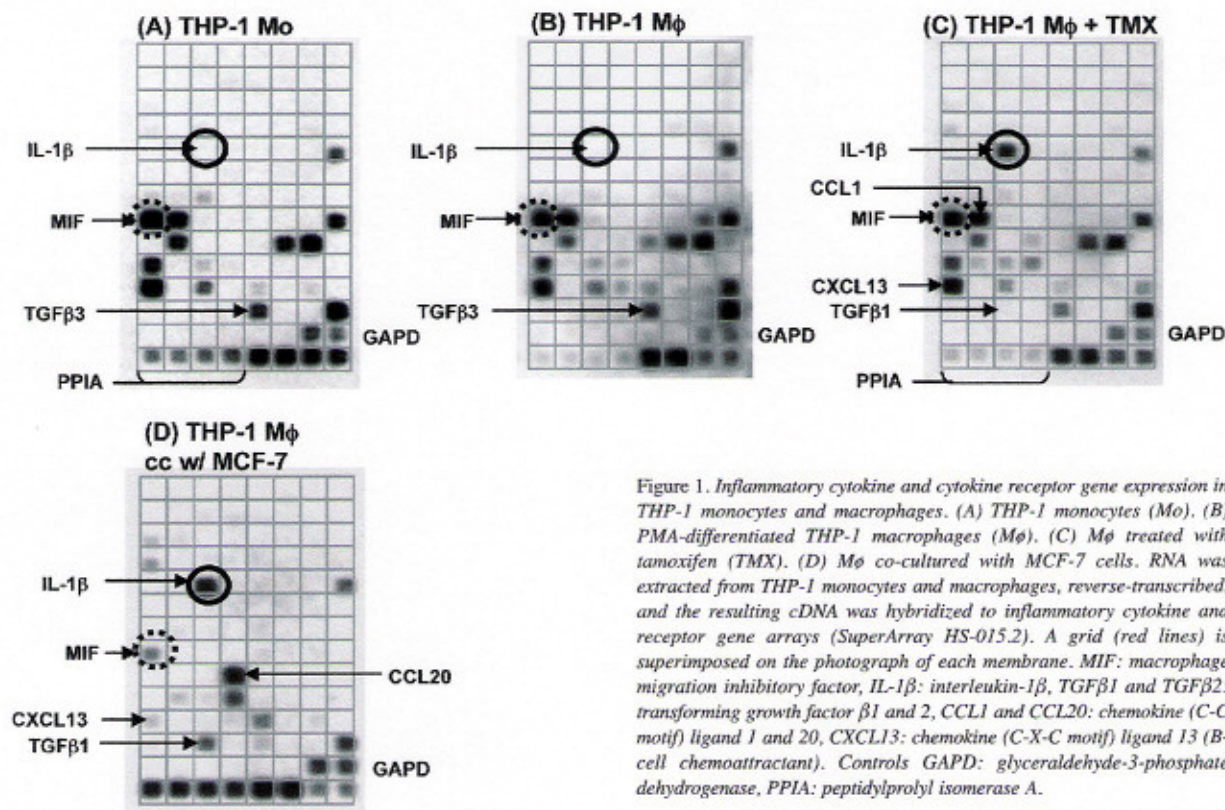 (A) THP-1 Mo
IL-1β
MIF
TGFβ3
GAPD
PPIA
(B) THP-1 Mϕ
IL-1β
MIF
TGFβ3
GAPD
(C) THP-1 Mϕ + TMX
IL-1β
CCL1
MIF
CXCL13
TGFβ1
GAPD
PPIA
(D) THP-1 Mϕ
cc w/ MCF-7
IL-1β
MIF
CCL20
CXCL13
TGFβ1
GAPD
Figure 1. Inflammatory cytokine and cytokine receptor gene expression in
THP-1 monocytes and macrophages. (A) THP-1 monocytes (Mo). (B)
PMA-differentiated THP-1 macrophages (Mø). (C) Mø treated with
tamoxifen (TMX). (D) Mø co-cultured with MCF-7 cells. RNA was
extracted from THP-1 monocytes and macrophages, reverse-transcribed,
and the resulting cDNA was hybridized to inflammatory cytokine and
receptor gene arrays (SuperArray HS-015.2). A grid (red lines) is
superimposed on the photograph of each membrane. MIF: macrophage
migration inhibitory factor, IL-1β: interleukin-1β, TGFβ1 and TGFβ2:
transforming growth factor β1 and 2, CCL1 and CCL20: chemokine (C-C
motif) ligand 1 and 20, CXCL13: chemokine (C-X-C motif) ligand 13 (B-
cell chemoattractant). Controls GAPD: glyceraldehyde-3-phosphate
dehydrogenase, PPIA: peptidylprolyl isomerase A.